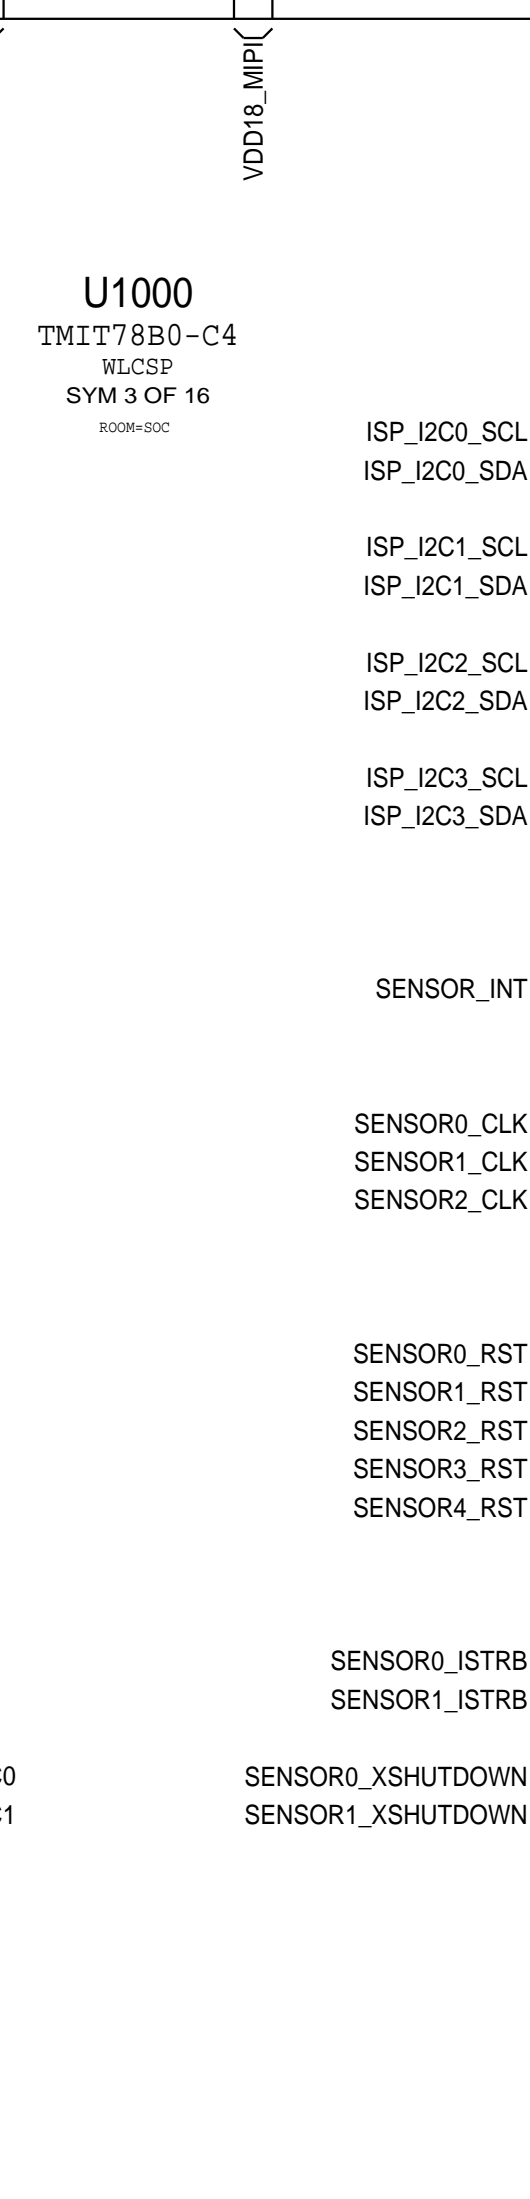 VDD18_MIPI(
U1000
TMIT78B0-C4
WLCSP
SYM 3 OF 16
ROOM=SOC
ISP_I2C0_SCL
ISP_I2C0_SDA
ISP_I2C1_SCL
ISP_I2C1_SDA
ISP_I2C2_SCL
ISP_I2C2_SDA
ISP_I2C3_SCL
ISP_I2C3_SDA
SENSOR_INT
SENSOR0_CLK
SENSOR1_CLK
SENSOR2_CLK
SENSOR0_RST
SENSOR1_RST
SENSOR2_RST
SENSOR3_RST
SENSOR4_RST
SENSOR0_ISTRB
SENSOR1_ISTRB
SENSOR0_XSHUTDOWN
SENSOR1_XSHUTDOWN